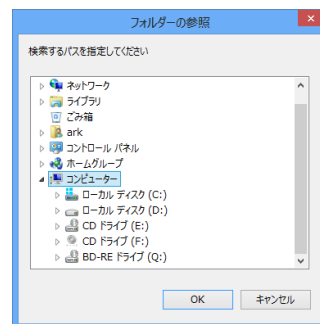 フォルダーの参照
検索するパスを指定してください
ネットワーク
ライブラリ
ごみ箱
ark
コントロール パネル
ホームグループ
コンピューター
ローカル ディスク (C:)
ローカル ディスク (D:)
CD ドライブ (E:)
CD ドライブ (F:)
BD-RE ドライブ (Q:)
OK
キャンセル